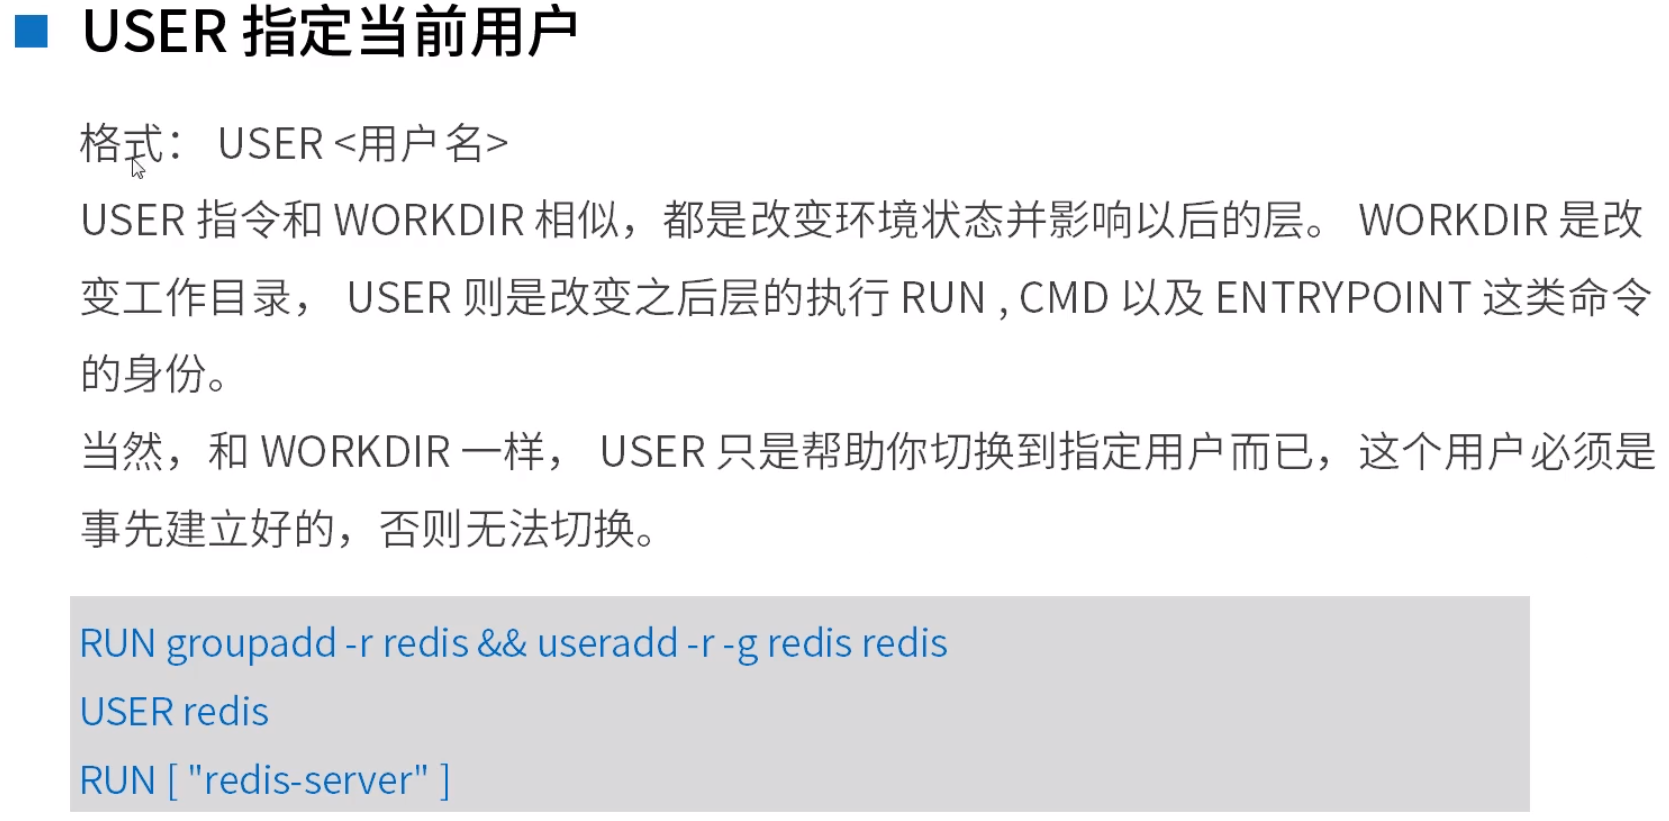 USER 指定当前用户
格式： USER <用户名>
USER 指令和 WORKDIR 相似，都是改变环境状态并影响以后的层。 WORKDIR 是改
变工作目录， USER 则是改变之后层的执行 RUN , CMD 以及 ENTRYPOINT 这类命令
的身份。
当然，和 WORKDIR 一样， USER 只是帮助你切换到指定用户而已，这个用户必须是
事先建立好的，否则无法切换。
RUN groupadd -r redis && useradd -r -g redis redis
USER redis
RUN [ "redis-server" ]